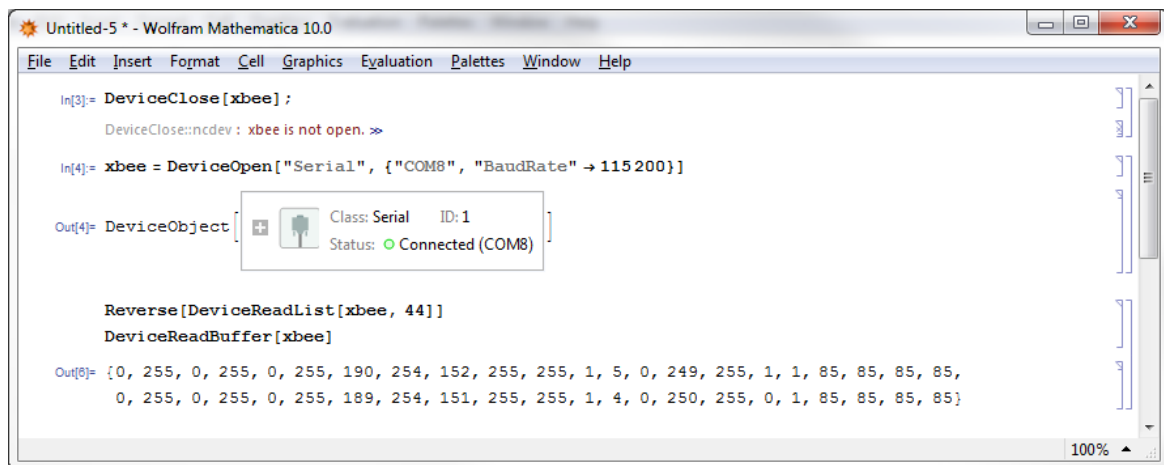 Untitled-5 * - Wolfram Mathematica 10.0
File Edit Insert Format Cell Graphics Evaluation Palettes Window Help
In[3]:= DeviceClose[xbee];
DeviceClose::ncdev : xbee is not open. ≫
In[4]:= xbee = DeviceOpen["Serial", {"COM8", "BaudRate" → 115200}]
Out[4]= DeviceObject[ Class: Serial ID: 1
Status: Connected (COM8) ]
Reverse[DeviceReadList[xbee, 44]]
DeviceReadBuffer[xbee]
Out[6]= {0, 255, 0, 255, 0, 255, 190, 254, 152, 255, 255, 1, 5, 0, 249, 255, 1, 1, 85, 85, 85, 85,
0, 255, 0, 255, 0, 255, 189, 254, 151, 255, 255, 1, 4, 0, 250, 255, 0, 1, 85, 85, 85, 85}
100%